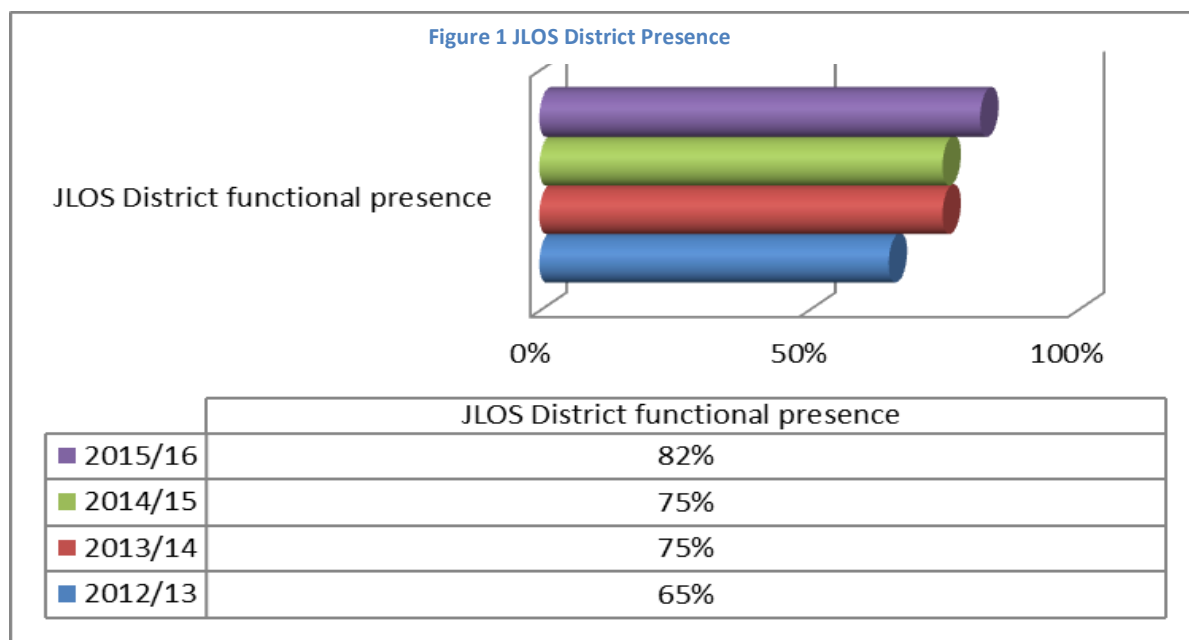 Figure 1 JLOS District Presence
JLOS District functional presence
0% 50% 100%
JLOS District functional presence
2015/16 82%
2014/15 75%
2013/14 75%
2012/13 65%